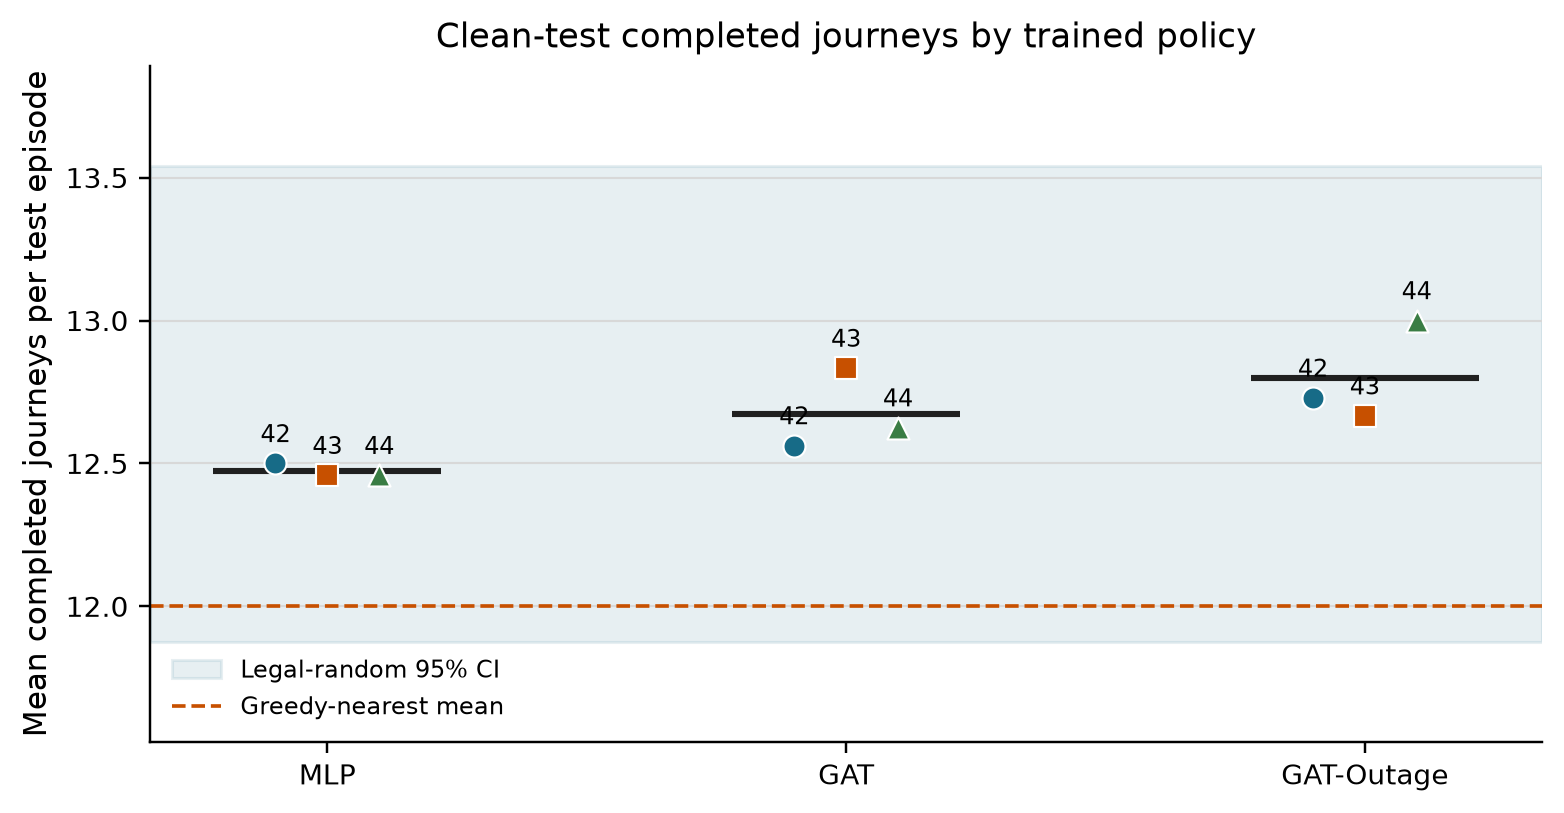 Clean-test completed journeys by trained policy
Mean completed journeys per test episode
13.5
13.0
12.5
12.0
42
43
44
42
43
44
42
43
44
Legal-random 95% CI
Greedy-nearest mean
MLP
GAT
GAT-Outage